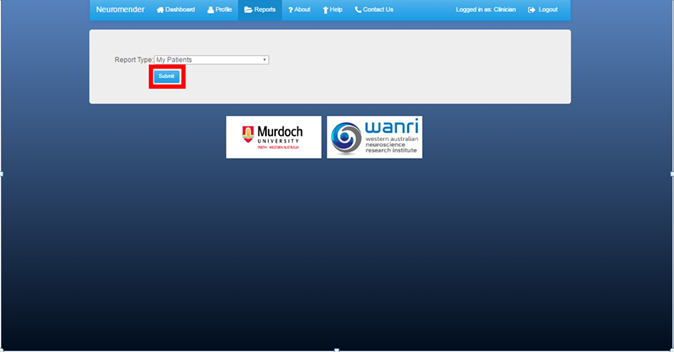 Neuromender Dashboard Profile Reports About Help Contact Us Logged in as: Clinician Logout
Report Type: My Patients
Submit
Murdoch
UNIVERSITY
PERTH, WESTERN AUSTRALIA
wanri
western australian
neuroscience
research institute